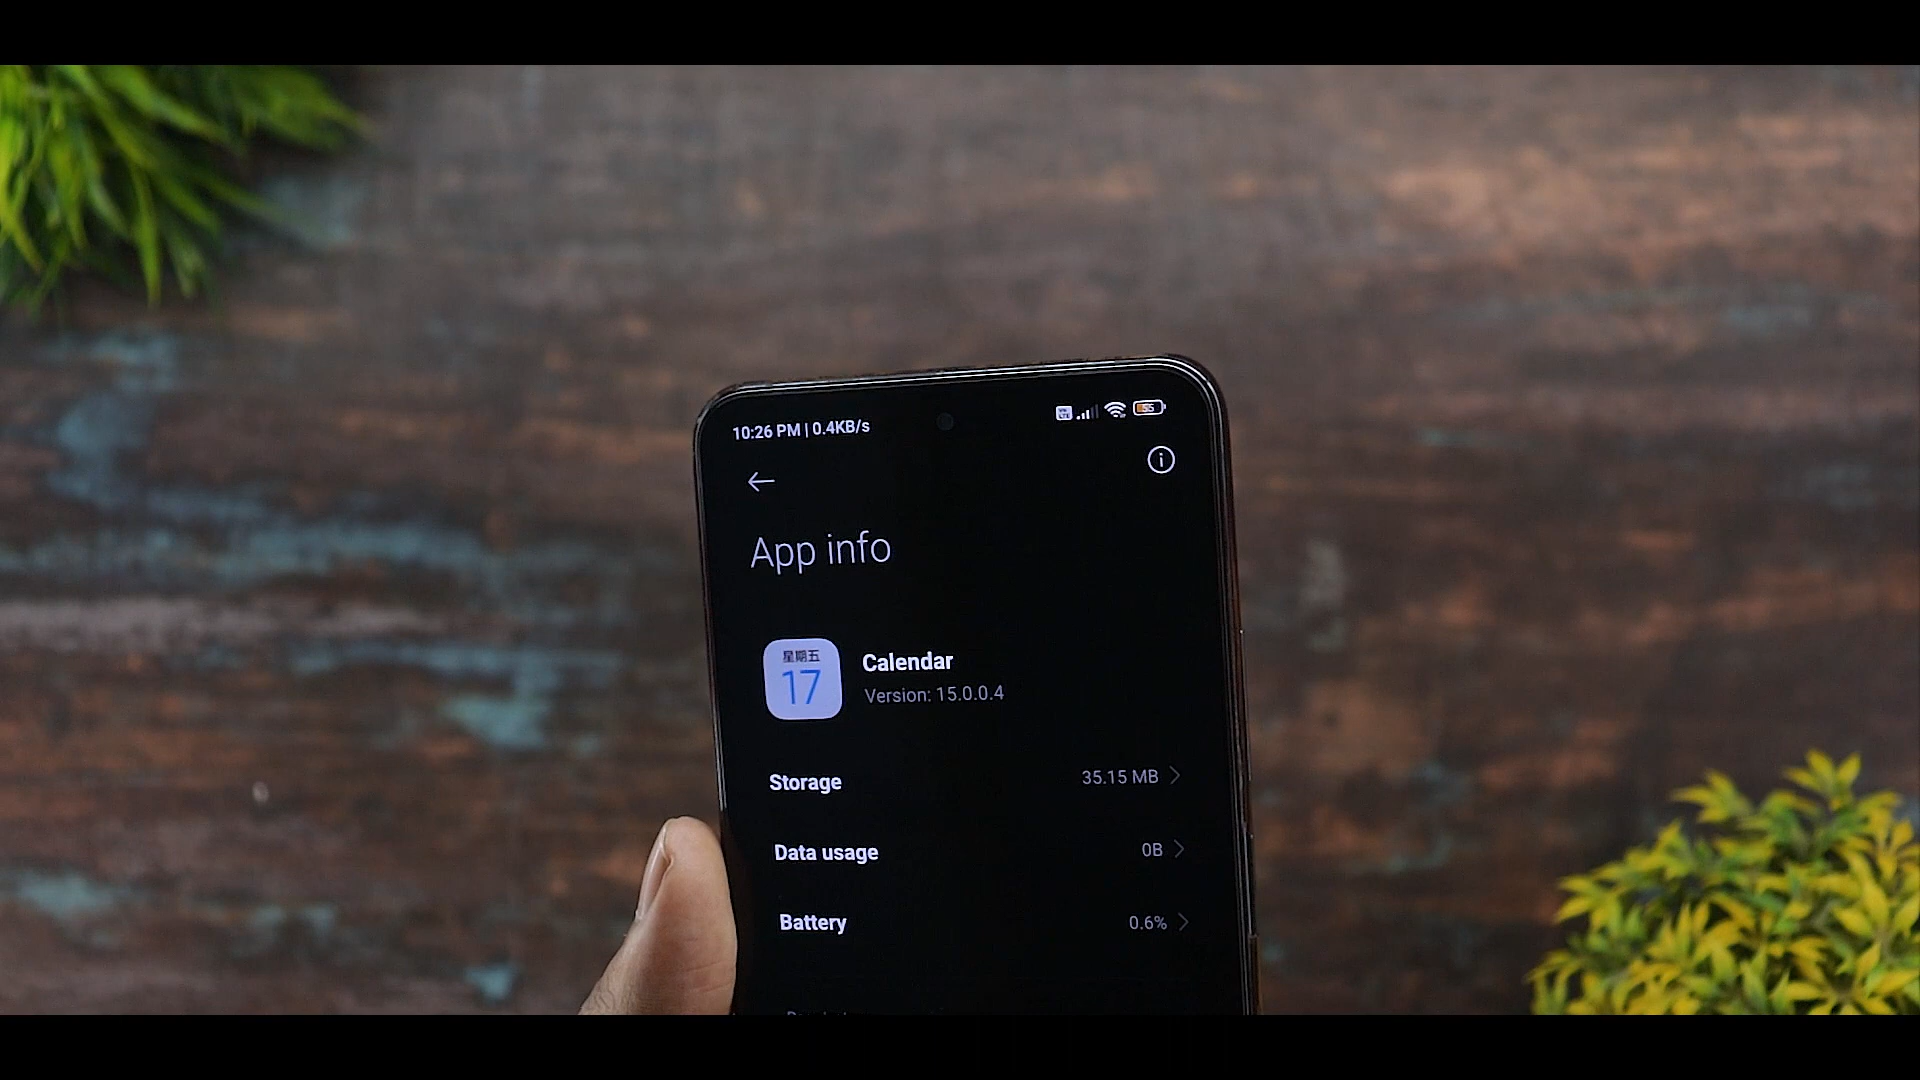 10:26 PM | 0.4KB/s
55
App info
星期五
17
Calendar
Version: 15.0.0.4
Storage 35.15 MB
Data usage 0B
Battery 0.6%